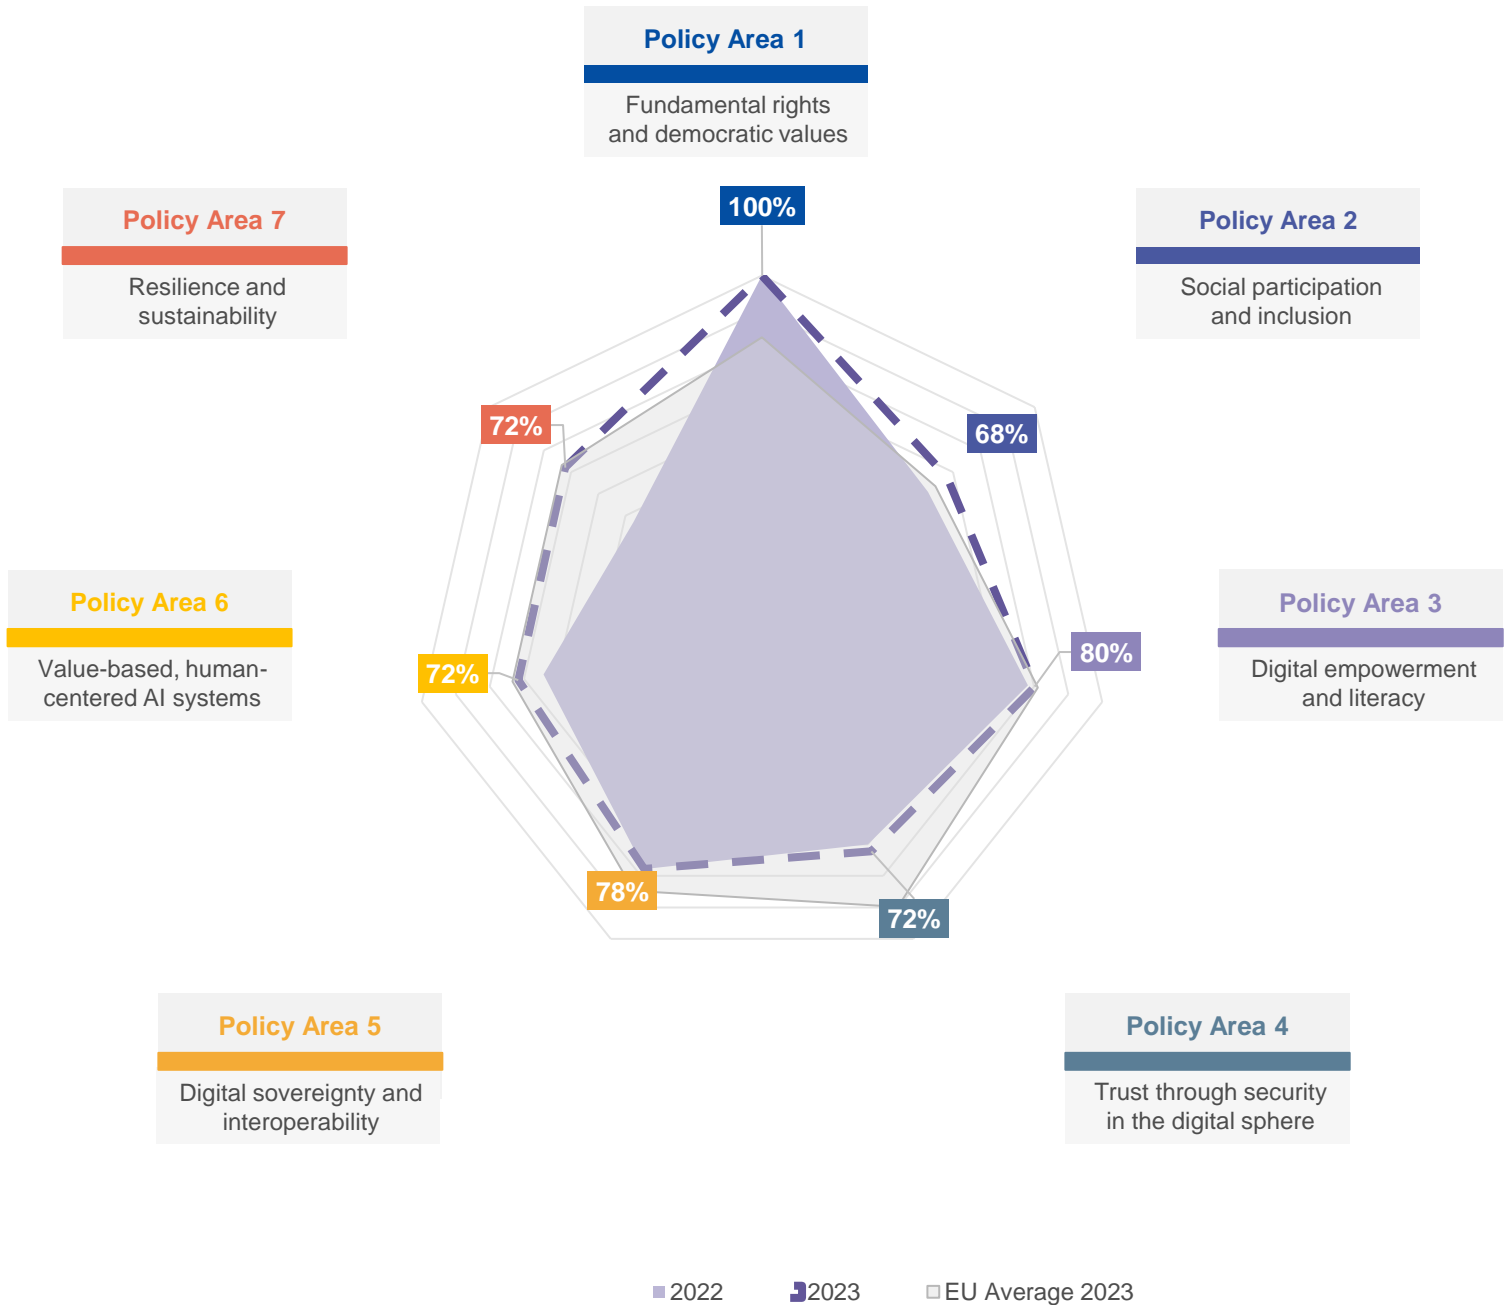 Policy Area 1
Fundamental rights
and democratic values
100%
Policy Area 7
Resilience and
sustainability
Policy Area 2
Social participation
and inclusion
72%
68%
Policy Area 6
Value-based, human-
centered AI systems
72%
80%
Policy Area 3
Digital empowerment
and literacy
78%
72%
Policy Area 5
Digital sovereignty and
interoperability
Policy Area 4
Trust through security
in the digital sphere
2022
2023
EU Average 2023